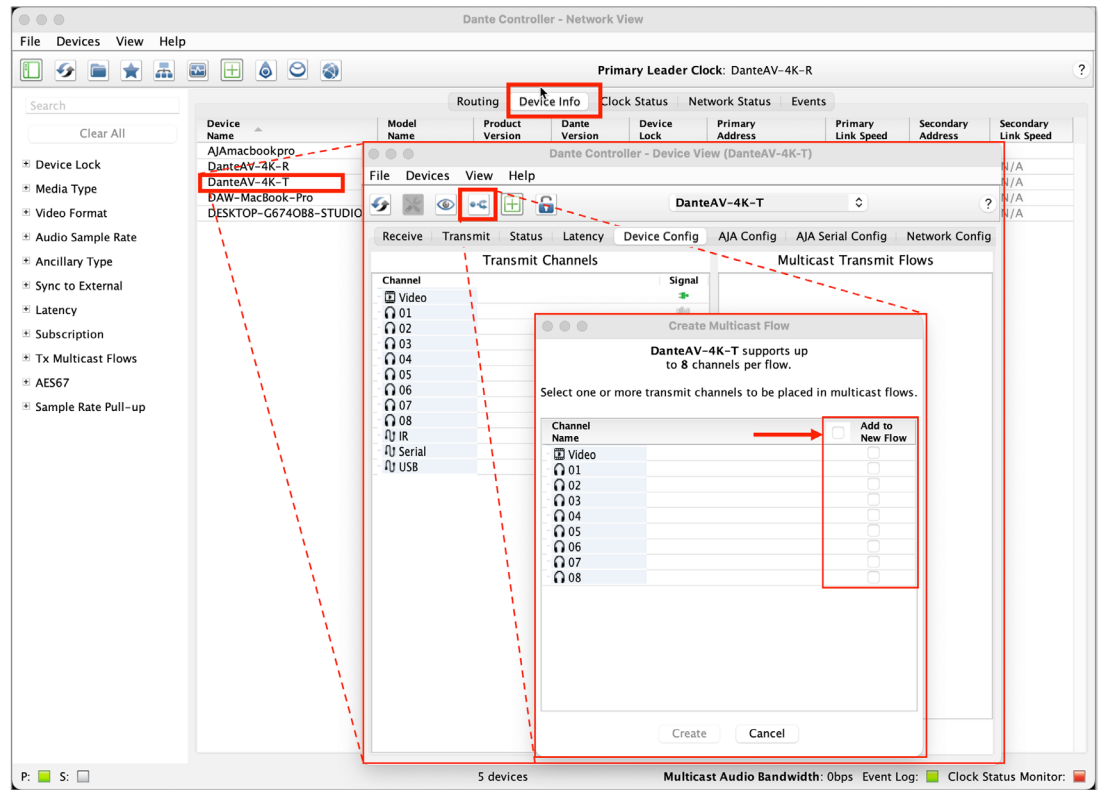 Dante Controller - Network View
File Devices View Help
Primary Leader Clock: DanteAV-4K-R
?
Search
Clear All
Device Lock
Media Type
Video Format
Audio Sample Rate
Ancillary Type
Sync to External
Latency
Subscription
Tx Multicast Flows
AES67
Sample Rate Pull-up
Routing Device Info Clock Status Network Status Events
Device Name Model Name Product Version Dante Version Device Lock Primary Address Primary Link Speed Secondary Address Secondary Link Speed
AJAmacbookpro
DanteAV-4K-R N/A
DanteAV-4K-T N/A
DAW-MacBook-Pro N/A
DESKTOP-G674OB8-STUDIO N/A
Dante Controller - Device View (DanteAV-4K-T)
File Devices View Help
DanteAV-4K-T
?
Receive Transmit Status Latency Device Config AJA Config AJA Serial Config Network Config
Transmit Channels Multicast Transmit Flows
Channel Signal
Video
01
02
03
04
05
06
07
08
IR
Serial
USB
Create Multicast Flow
DanteAV-4K-T supports up
to 8 channels per flow.
Select one or more transmit channels to be placed in multicast flows.
Channel Name Add to New Flow
Video
01
02
03
04
05
06
07
08
Create Cancel
P: S: 5 devices Multicast Audio Bandwidth: 0bps Event Log: Clock Status Monitor: